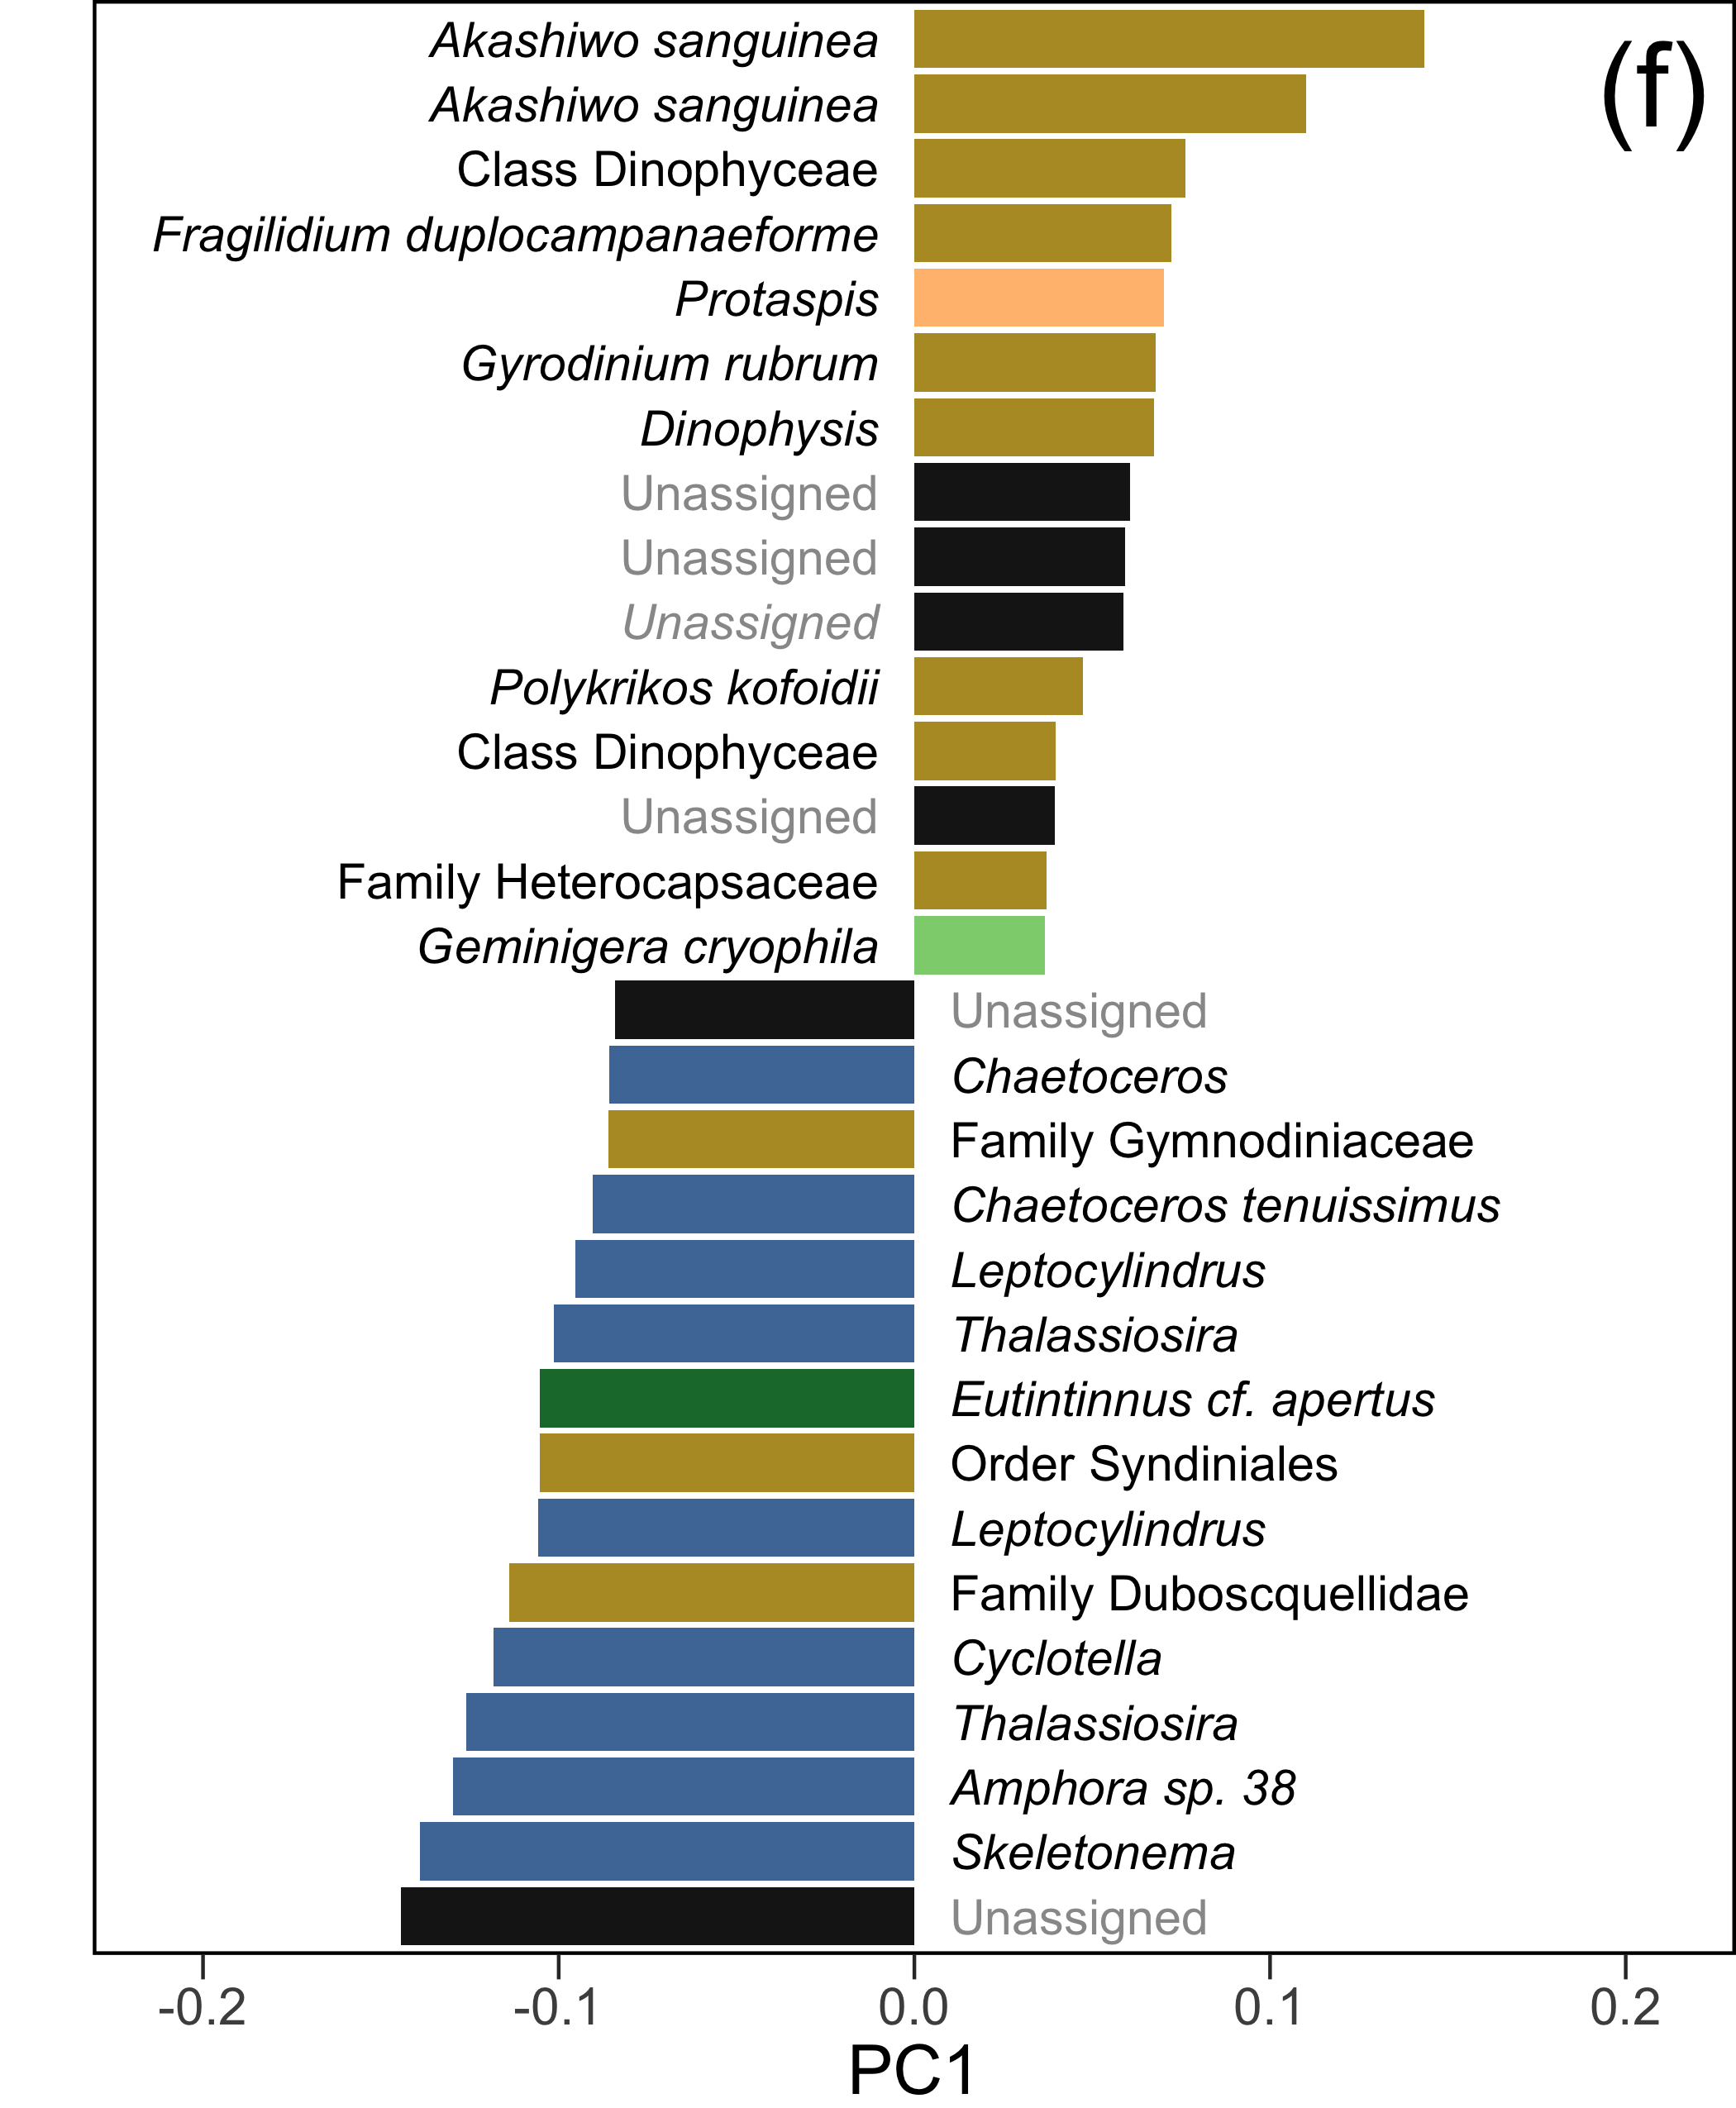 Akashiwo sanguinea
(f)
Akashiwo sanguinea
Class Dinophyceae
Fragilidium duplocampanaeforme
Protaspis
Gyrodinium rubrum
Dinophysis
Unassigned
Unassigned
Unassigned
Polykrikos kofoidii
Class Dinophyceae
Unassigned
Family Heterocapsaceae
Geminigera cryophila
Unassigned
Chaetoceros
Family Gymnodiniaceae
Chaetoceros tenuissimus
Leptocylindrus
Thalassiosira
Eutintinnus cf. apertus
Order Syndiniales
Leptocylindrus
Family Duboscquellidae
Cyclotella
Thalassiosira
Amphora sp. 38
Skeletonema
Unassigned
-0.2 -0.1 0.0 0.1 0.2
PC1